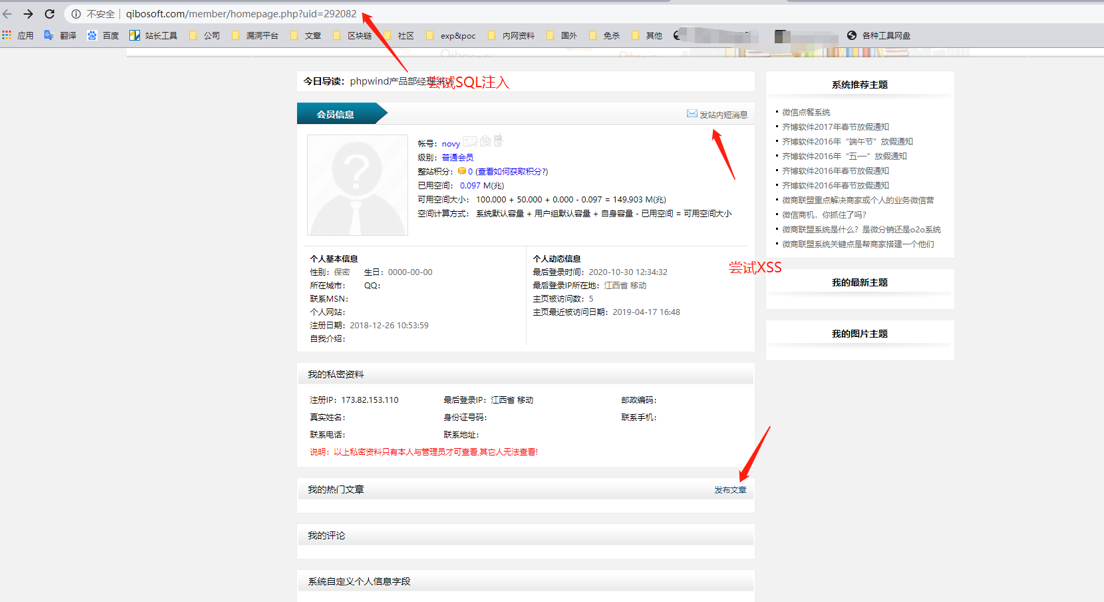 不安全 qibosoft.com/member/homepage.php?uid=292082
应用 翻译 百度 站长工具 公司 漏洞平台 文章 区块链 社区 exp&poc 内网资料 国外 免杀 其他 各种工具网盘
今日导读: phpwind产品部经理
尝试SQL注入
会员信息 发站内短消息
帐号: novy
级别: 普通会员
整站积分: 0 (查看如何获取积分?)
已用空间: 0.097 M(兆)
可用空间大小: 100.000 + 50.000 + 0.000 - 0.097 = 149.903 M(兆)
空间计算方式: 系统默认容量 + 用户组默认容量 + 自身容量 - 已用空间 = 可用空间大小
个人基本信息
性别: 保密 生日: 0000-00-00
所在城市: QQ:
联系MSN:
个人网站:
注册日期: 2018-12-26 10:53:59
自我介绍:
个人动态信息
最后登录时间: 2020-10-30 12:34:32
最后登录IP所在地: 江西省 移动
主页被访问数: 5
主页最近被访问日期: 2019-04-17 16:48
尝试XSS
我的私密资料
注册IP: 173.82.153.110 最后登录IP: 江西省 移动 邮政编码:
真实姓名: 身份证号码: 联系手机:
联系电话: 联系地址:
说明: 以上私密资料只有本人与管理员才可查看,其它人无法查看!
我的热门文章 发布文章
我的评论
系统自定义个人信息字段
系统推荐主题
微信点餐系统
齐博软件2017年春节放假通知
齐博软件2016年“端午节”放假通知
齐博软件2016年“五一”放假通知
齐博软件2016年春节放假通知
齐博软件2016年春节放假通知
微商联盟重点解决商家或个人的业务微信营
微信商机，你抓住了吗?
微商联盟系统是什么? 是微分销还是o2o系统
微商联盟系统关键点是帮商家搭建一个他们
我的最新主题
我的图片主题